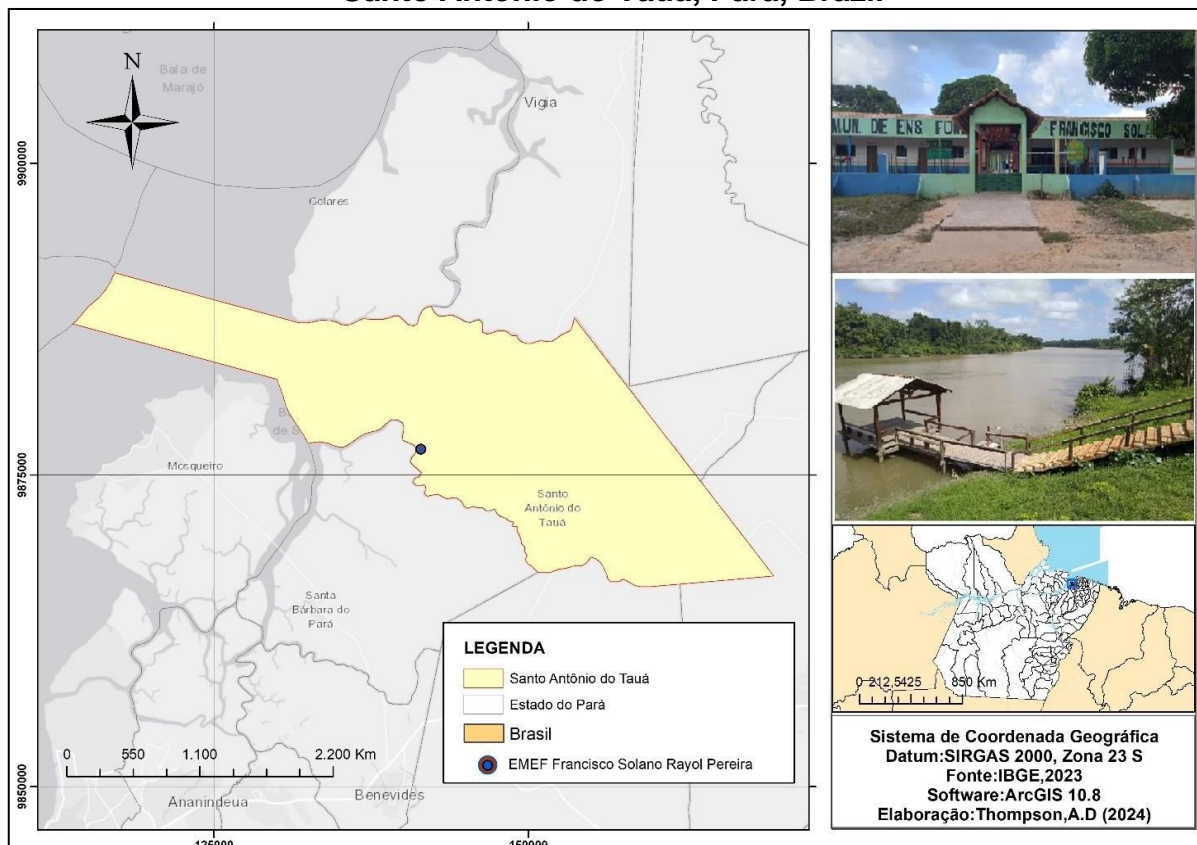 Santo Antônio do Tauá, Pará, Brazil
N
Baía de
Marajó
Vigia
Colares
9900000
9875000
9850000
Mosqueiro
Santo
Antônio do
Tauá
Santa
Bárbara do
Pará
Ananindeua
Benevides
0 550 1.100 2.200 Km
125000 150000
LEGENDA
Santo Antônio do Tauá
Estado do Pará
Brasil
EMEF Francisco Solano Rayol Pereira
MUN. DE ENS. FUN
FRANCISCO SOLA
0 212,5425 850 Km
Sistema de Coordenada Geográfica
Datum:SIRGAS 2000, Zona 23 S
Fonte:IBGE,2023
Software:ArcGIS 10.8
Elaboração:Thompson,A.D (2024)